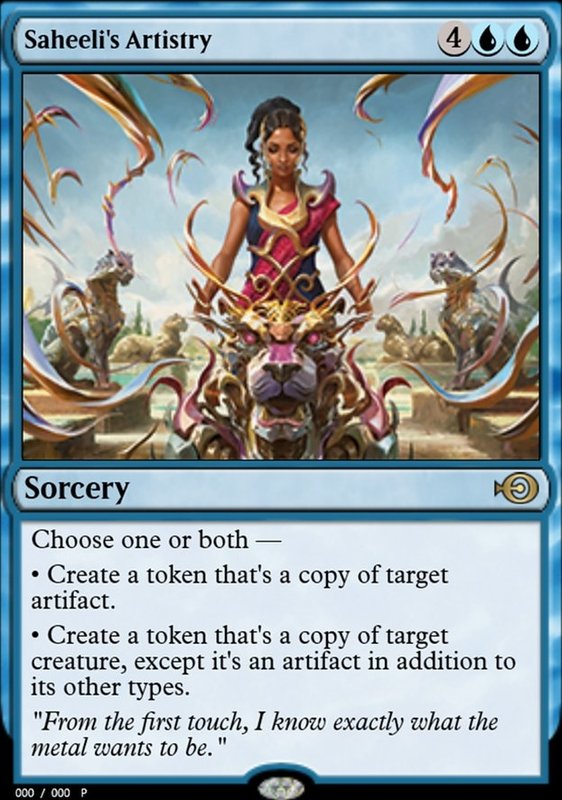 Saheeli's Artistry 4
Sorcery
Choose one or both —
• Create a token that's a copy of target
artifact.
• Create a token that's a copy of target
creature, except it's an artifact in addition to
its other types.
"From the first touch, I know exactly what the
metal wants to be."
000 / 000 P